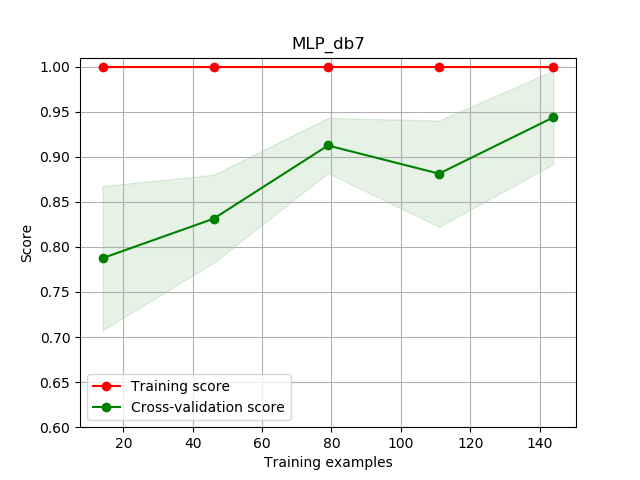 MLP_db7
1.00
0.95
0.90
0.85
0.80
0.75
0.70
0.65
0.60
Score
Training score
Cross-validation score
20 40 60 80 100 120 140
Training examples